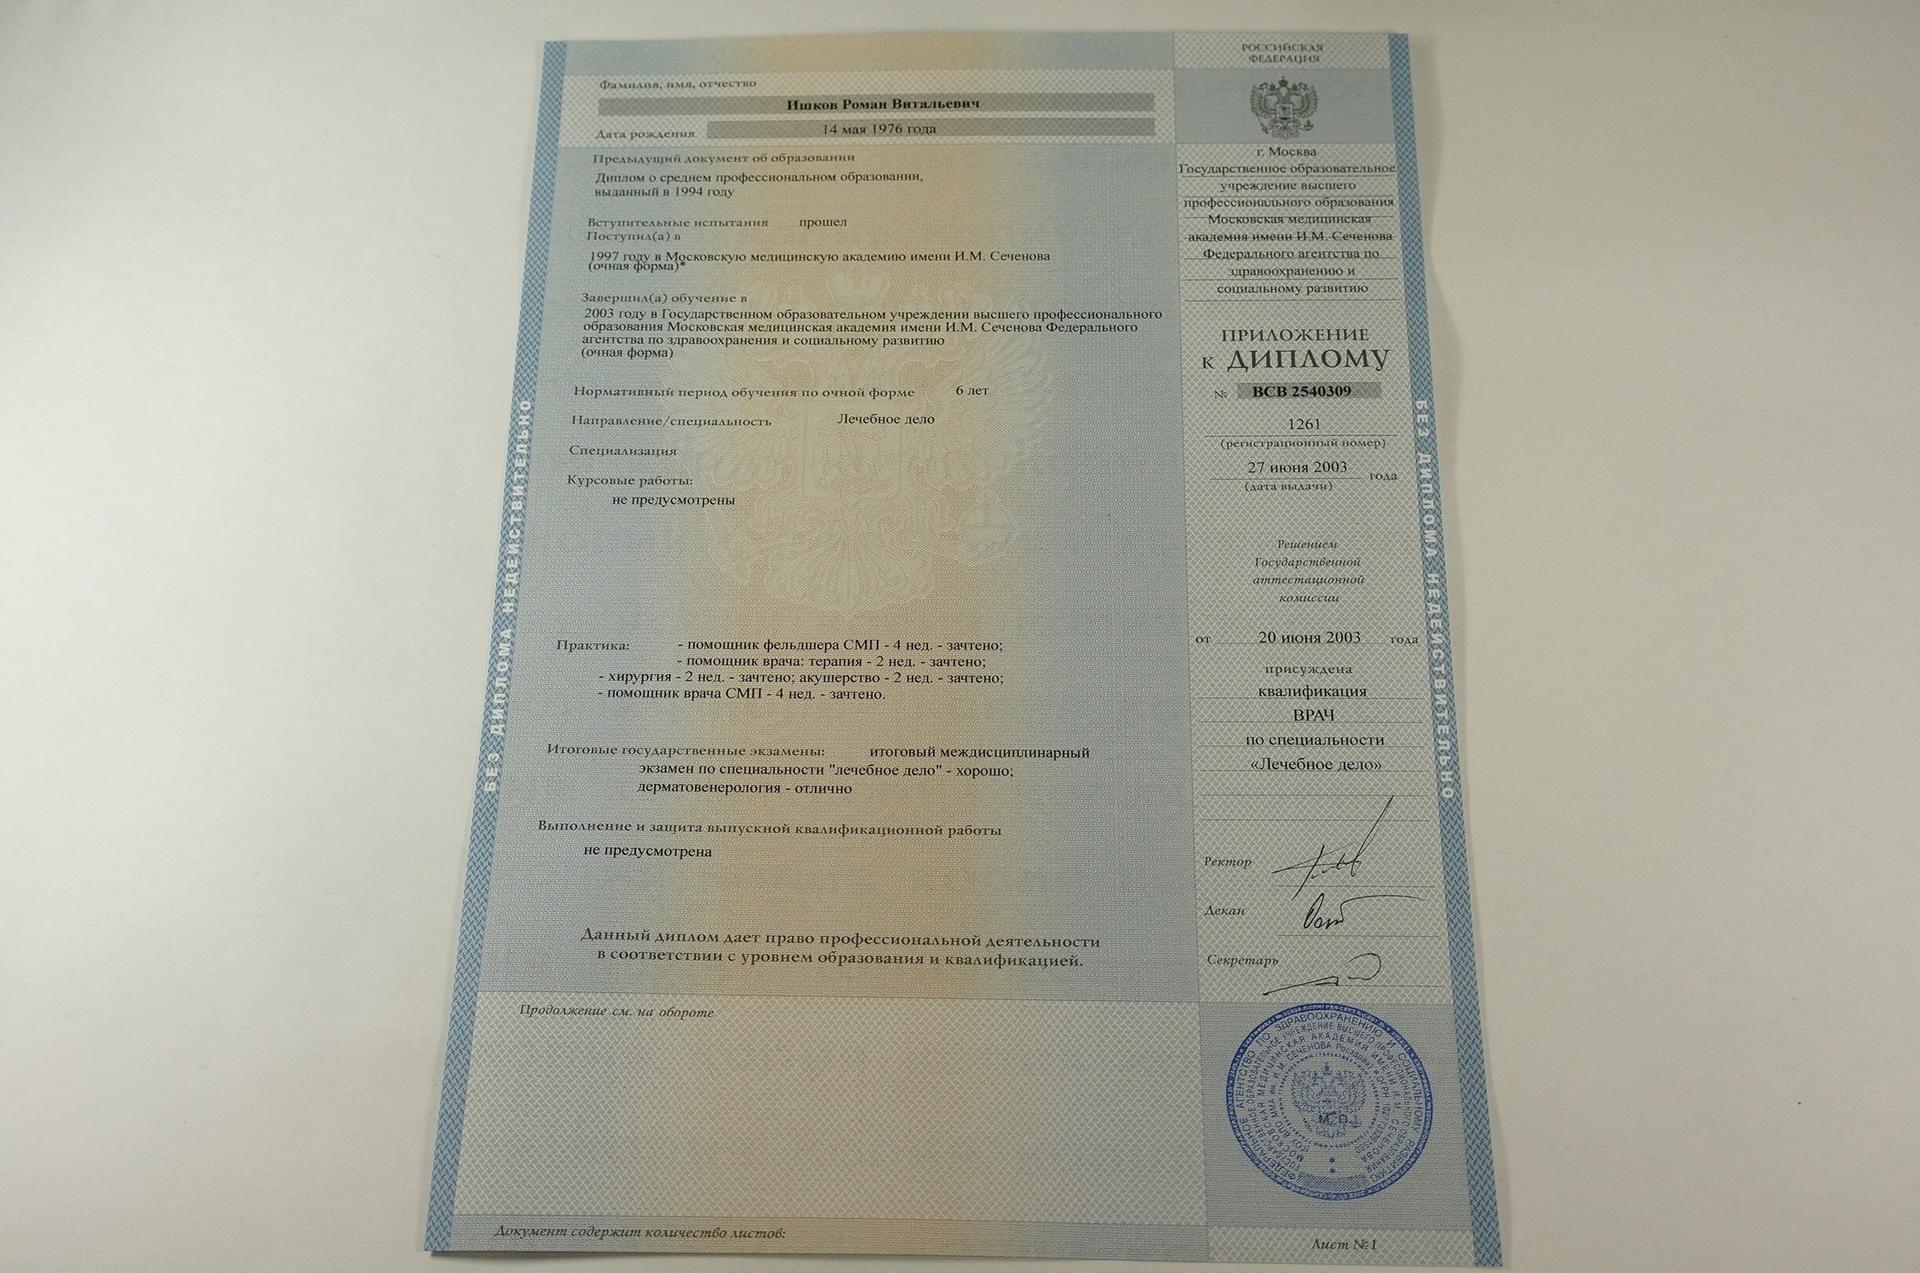 Фамилия, имя, отчество
Ишков Роман Витальевич
Дата рождения 14 мая 1976 года
Предыдущий документ об образовании
Диплом о среднем профессиональном образовании,
выданный в 1994 году
Вступительные испытания прошел
Поступил(а) в
1997 году в Московскую медицинскую академию имени И.М. Сеченова
(очная форма)*
Завершил(а) обучение в
2003 году в Государственном образовательном учреждении высшего профессионального
образования Московская медицинская академия имени И.М. Сеченова Федерального
агентства по здравоохранения и социальному развитию
(очная форма)
Нормативный период обучения по очной форме 6 лет
Направление/специальность Лечебное дело
Специализация
Курсовые работы:
не предусмотрены
Практика: - помощник фельдшера СМП - 4 нед. - зачтено;
- помощник врача: терапия - 2 нед. - зачтено;
- хирургия - 2 нед. - зачтено; акушерство - 2 нед. - зачтено;
- помощник врача СМП - 4 нед. - зачтено.
Итоговые государственные экзамены: итоговый междисциплинарный
экзамен по специальности "лечебное дело" - хорошо;
дерматовенерология - отлично
Выполнение и защита выпускной квалификационной работы
не предусмотрена
Данный диплом дает право профессиональной деятельности
в соответствии с уровнем образования и квалификацией.
Продолжение см. на обороте
Документ содержит количество листов:
РОССИЙСКАЯ
ФЕДЕРАЦИЯ
г. Москва
Государственное образовательное
учреждение высшего
профессионального образования
Московская медицинская
академия имени И.М. Сеченова
Федерального агентства по
здравоохранению и
социальному развитию
ПРИЛОЖЕНИЕ
к ДИПЛОМУ
№ ВСВ 2540309
1261
(регистрационный номер)
27 июня 2003 года
(дата выдачи)
Решением
Государственной
аттестационной
комиссии
от 20 июня 2003 года
присуждена
квалификация
ВРАЧ
по специальности
«Лечебное дело»
Ректор
Декан
Секретарь
М.П.
Лист №1
БЕЗ ДИПЛОМА НЕДЕЙСТВИТЕЛЬНО
БЕЗ ДИПЛОМА НЕДЕЙСТВИТЕЛЬНО